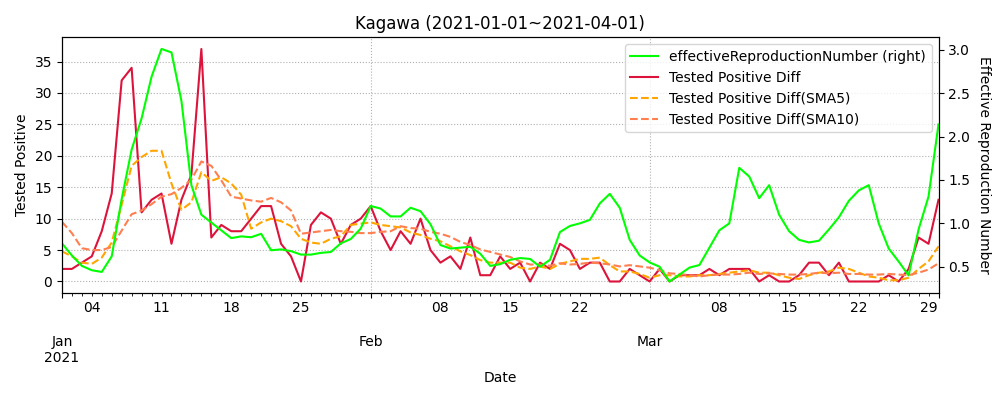 Kagawa (2021-01-01~2021-04-01)
effectiveReproductionNumber (right)
Tested Positive Diff
Tested Positive Diff(SMA5)
Tested Positive Diff(SMA10)
Tested Positive
35
30
25
20
15
10
5
0
3.0
2.5
2.0
1.5
1.0
0.5
Effective Reproduction Number
04 11 18 25 08 15 22 08 15 22 29
Jan Feb Mar
2021
Date